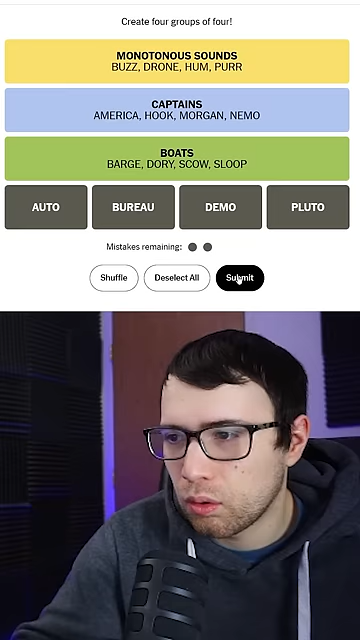 Create four groups of four!
MONOTONOUS SOUNDS
BUZZ, DRONE, HUM, PURR
CAPTAINS
AMERICA, HOOK, MORGAN, NEMO
BOATS
BARGE, DORY, SCOW, SLOOP
AUTO BUREAU DEMO PLUTO
Mistakes remaining:
Shuffle Deselect All Submit